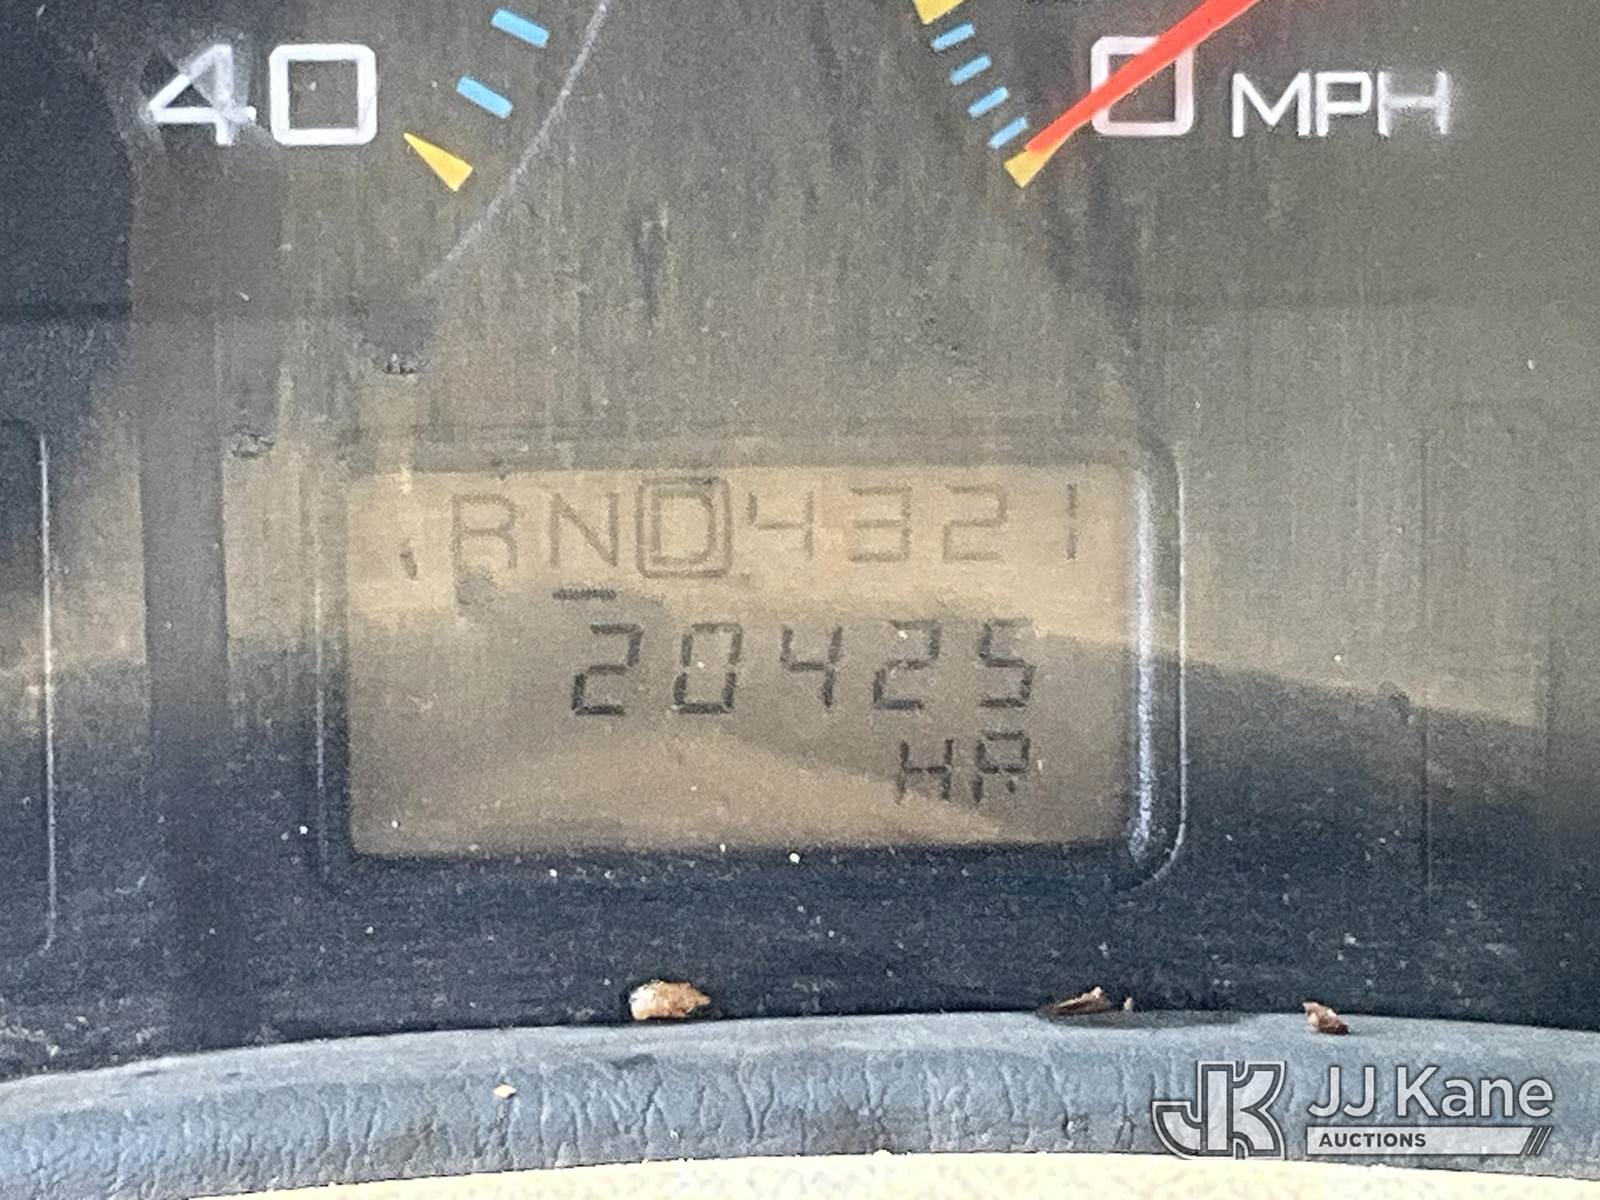 40
0 MPH
RND4321
20425
HR
JJ Kane
AUCTIONS